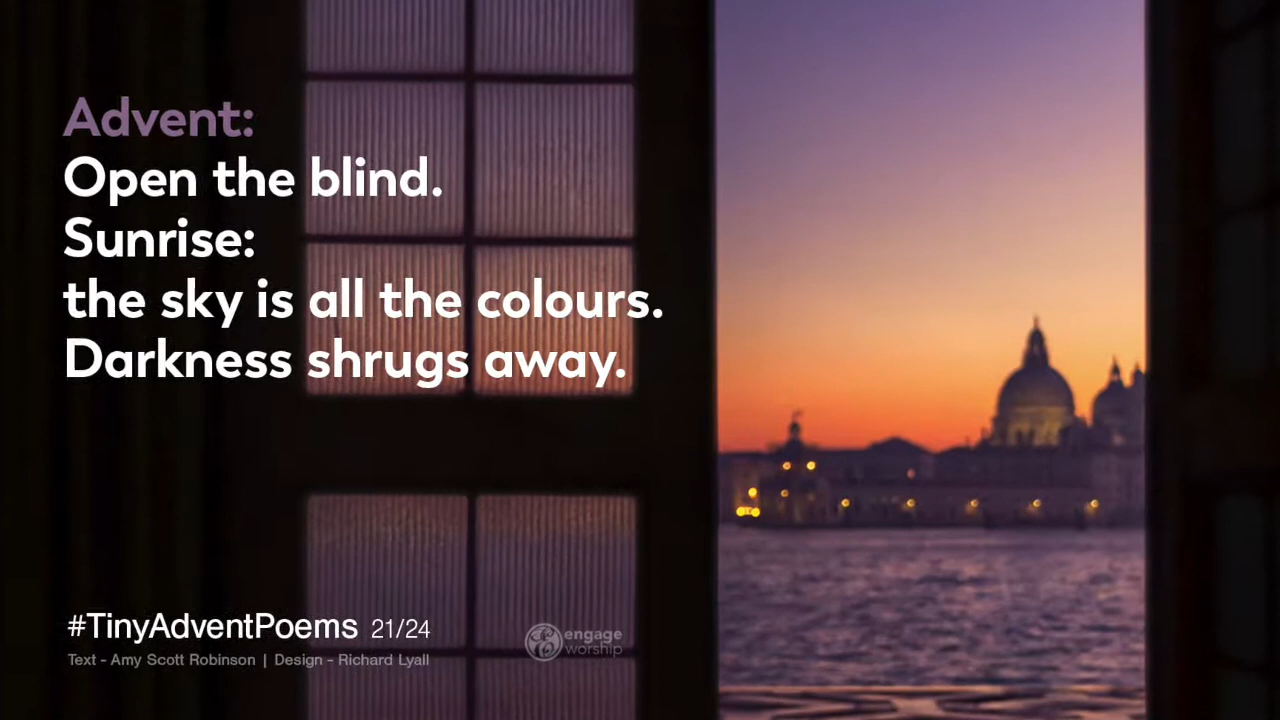 Advent:
Open the blind.
Sunrise:
the sky is all the colours.
Darkness shrugs away.
#TinyAdventPoems 21/24
Text - Amy Scott Robinson | Design - Richard Lyall
engage
worship